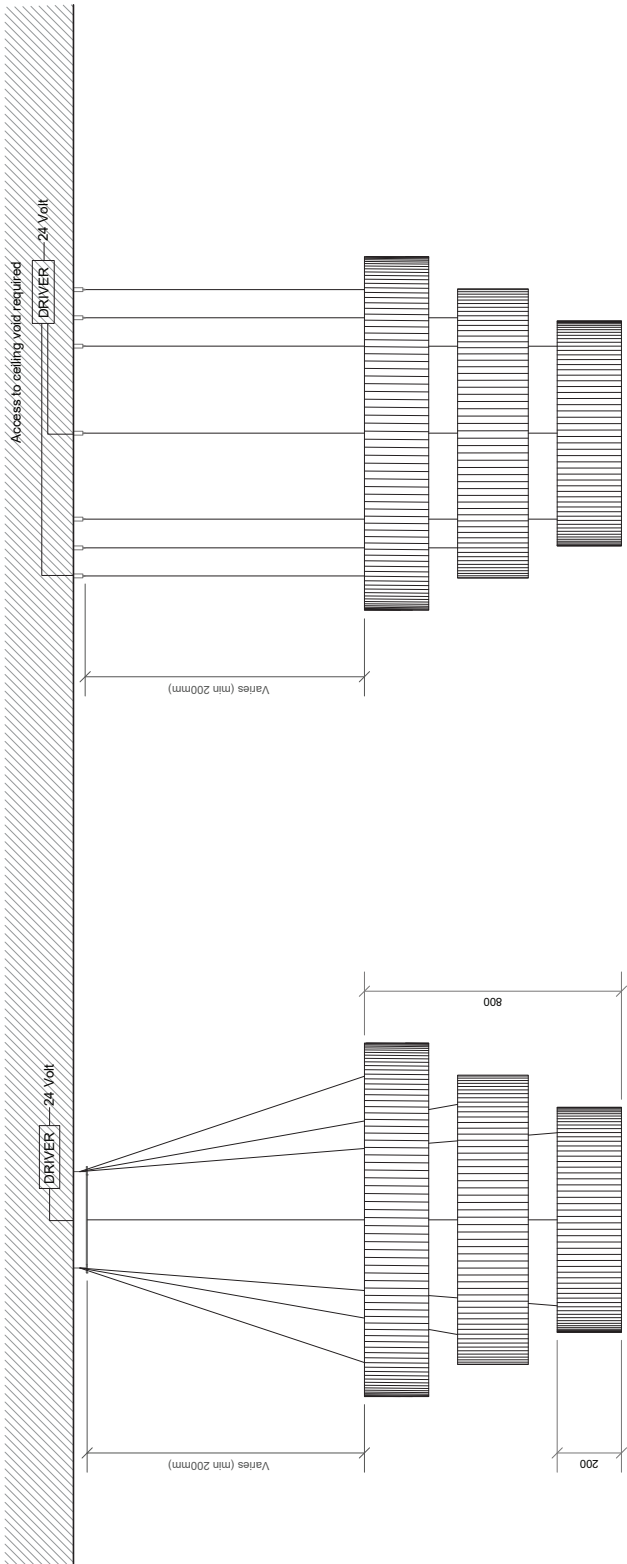 Access to ceiling void required
DRIVER
24 Volt
Varies (min 200mm)
DRIVER
24 Volt
800
Varies (min 200mm)
200